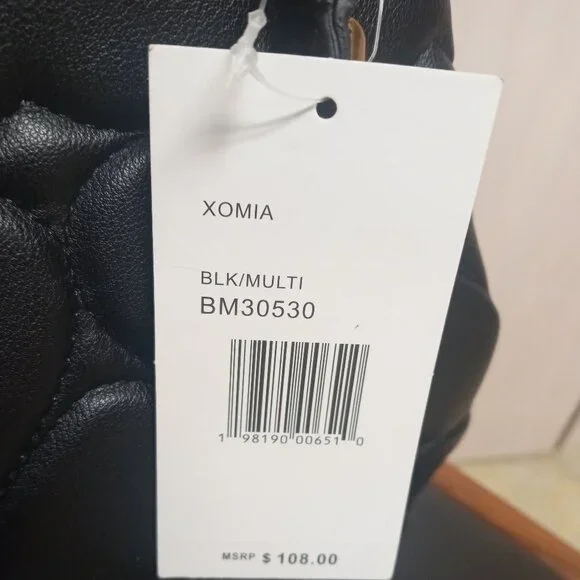 XOMIA
BLK/MULTI
BM30530
1 98190 00651 0
MSRP $ 108.00